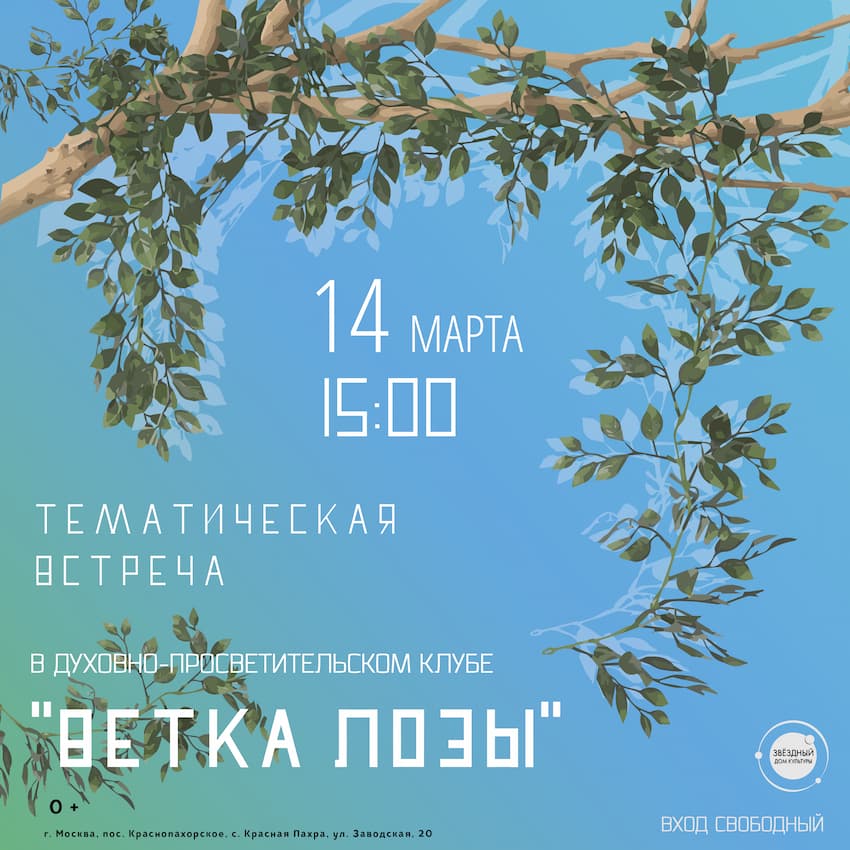 14 МАРТА
15:00
ТЕМАТИЧЕСКАЯ
ВСТРЕЧА
В ДУХОВНО-ПРОСВЕТИТЕЛЬСКОМ КЛУБЕ
"ВЕТКА ЛОЗЫ"
0 +
г. Москва, пос. Краснопахорское, с. Красная Пахра, ул. Заводская, 20
ЗВЁЗДНЫЙ
ДОМ КУЛЬТУРЫ
ВХОД СВОБОДНЫЙ